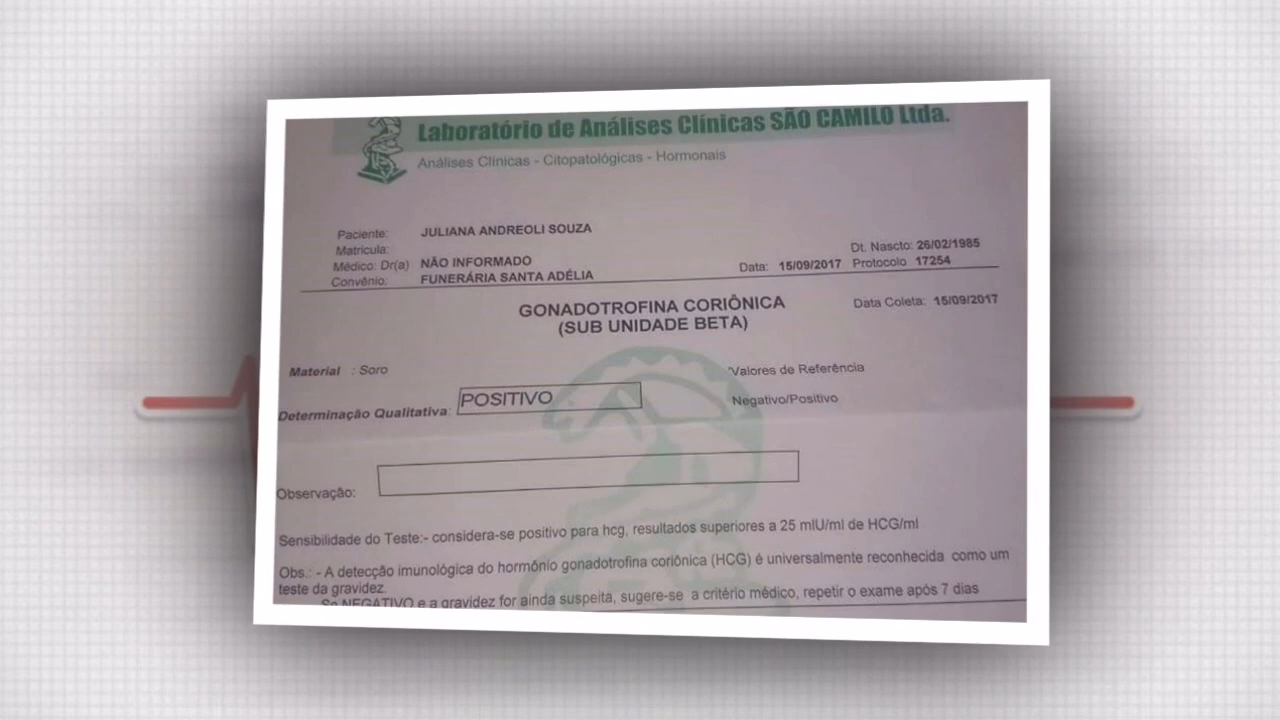 Laboratório de Análises Clínicas SÃO CAMILO Ltda.
Análises Clínicas - Citopatológicas - Hormonais
Paciente: JULIANA ANDREOLI SOUZA
Matrícula: Dt. Nascto: 26/02/1985
Médico: Dr(a) NÃO INFORMADO Data: 15/09/2017 Protocolo 17254
Convênio: FUNERÁRIA SANTA ADÉLIA
GONADOTROFINA CORIÔNICA Data Coleta: 15/09/2017
(SUB UNIDADE BETA)
Material : Soro Valores de Referência
Determinação Qualitativa: POSITIVO Negativo/Positivo
Observação:
Sensibilidade do Teste:- considera-se positivo para hcg, resultados superiores a 25 mIU/ml de HCG/ml
Obs.: - A detecção imunológica do hormônio gonadotrofina coriônica (HCG) é universalmente reconhecida como um
teste da gravidez.
Se NEGATIVO e a gravidez for ainda suspeita, sugere-se a critério médico, repetir o exame após 7 dias